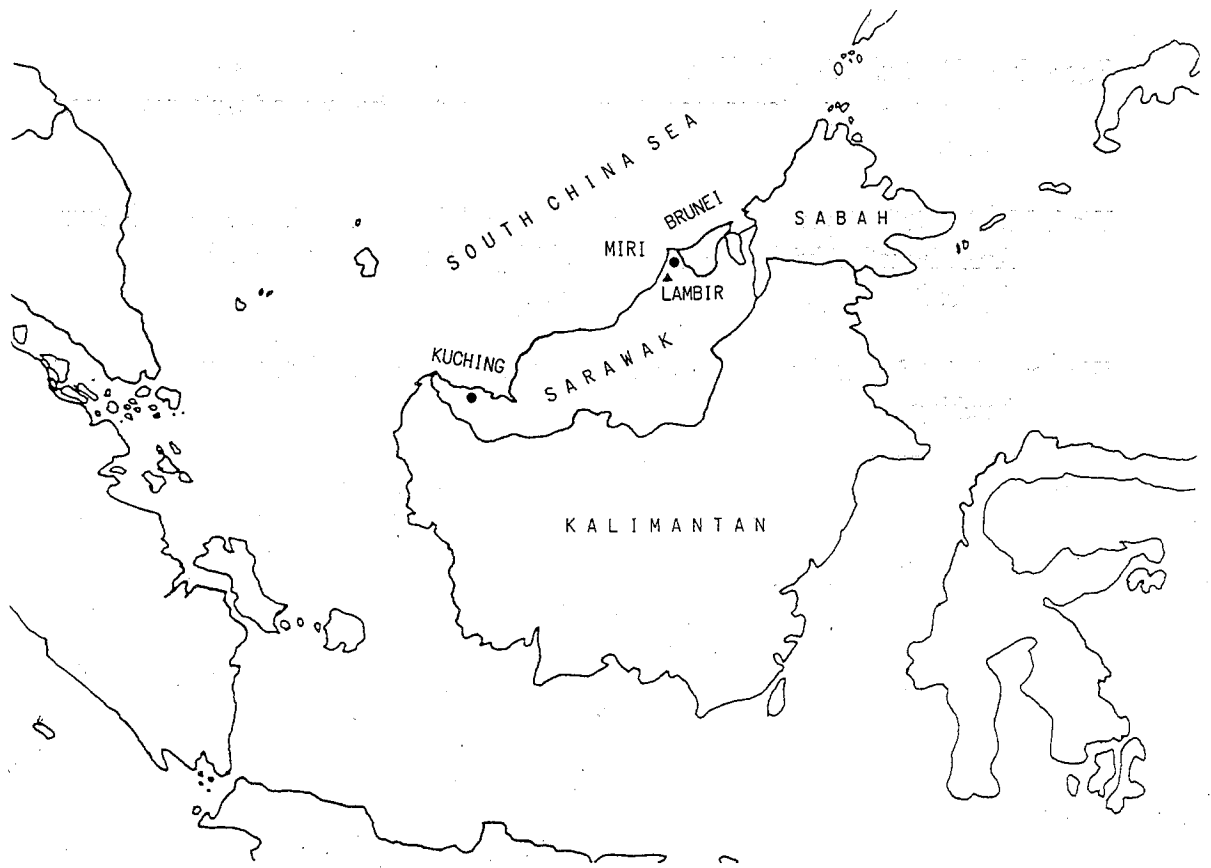 SOUTH CHINA SEA
BRUNEI
SABAH
MIRI
LAMBIR
KUCHING
SARAWAK
KALIMANTAN